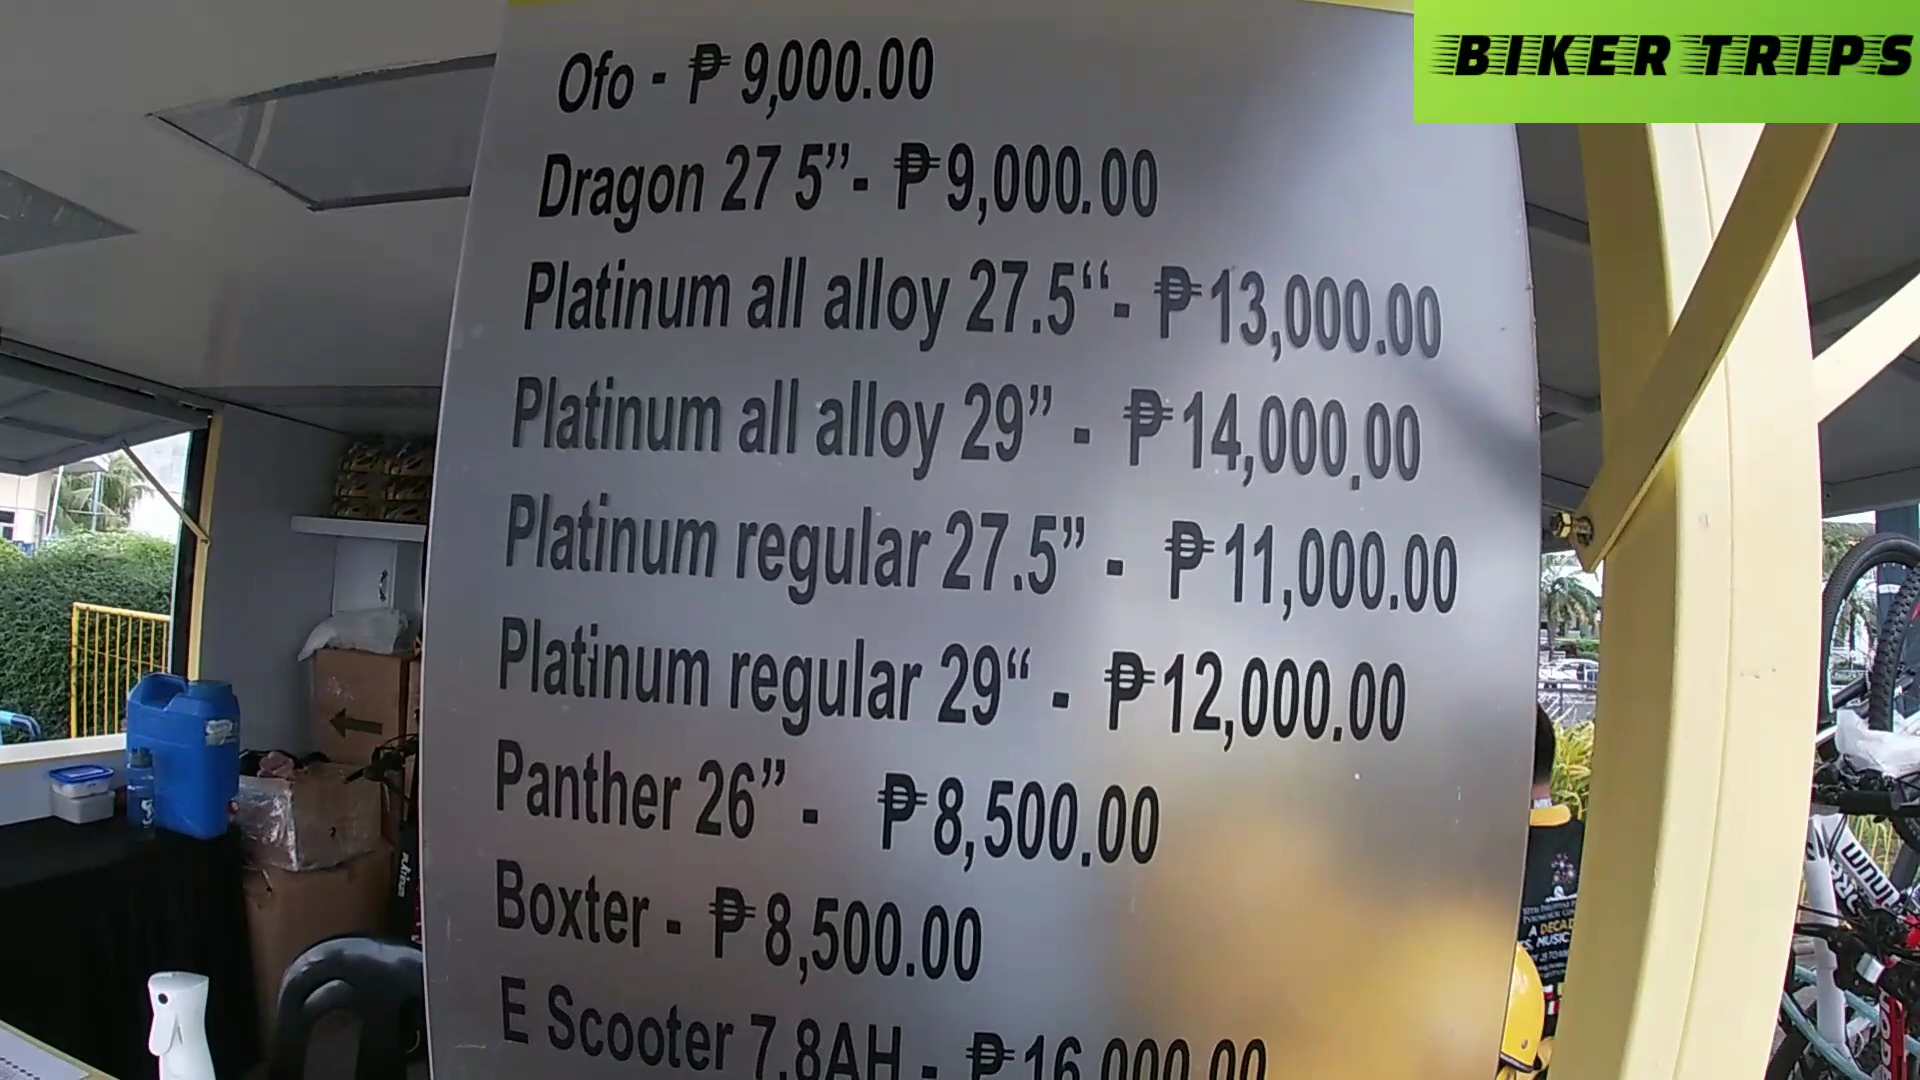 BIKER TRIPS
Ofo - ₱ 9,000.00
Dragon 27 5”- ₱9,000.00
Platinum all alloy 27.5“- ₱13,000.00
Platinum all alloy 29” - ₱14,000.00
Platinum regular 27.5” - ₱11,000.00
Platinum regular 29“ - ₱12,000.00
Panther 26” - ₱8,500.00
Boxter - ₱8,500.00
E Scooter 7.8AH - ₱16,000.00
A DECAD